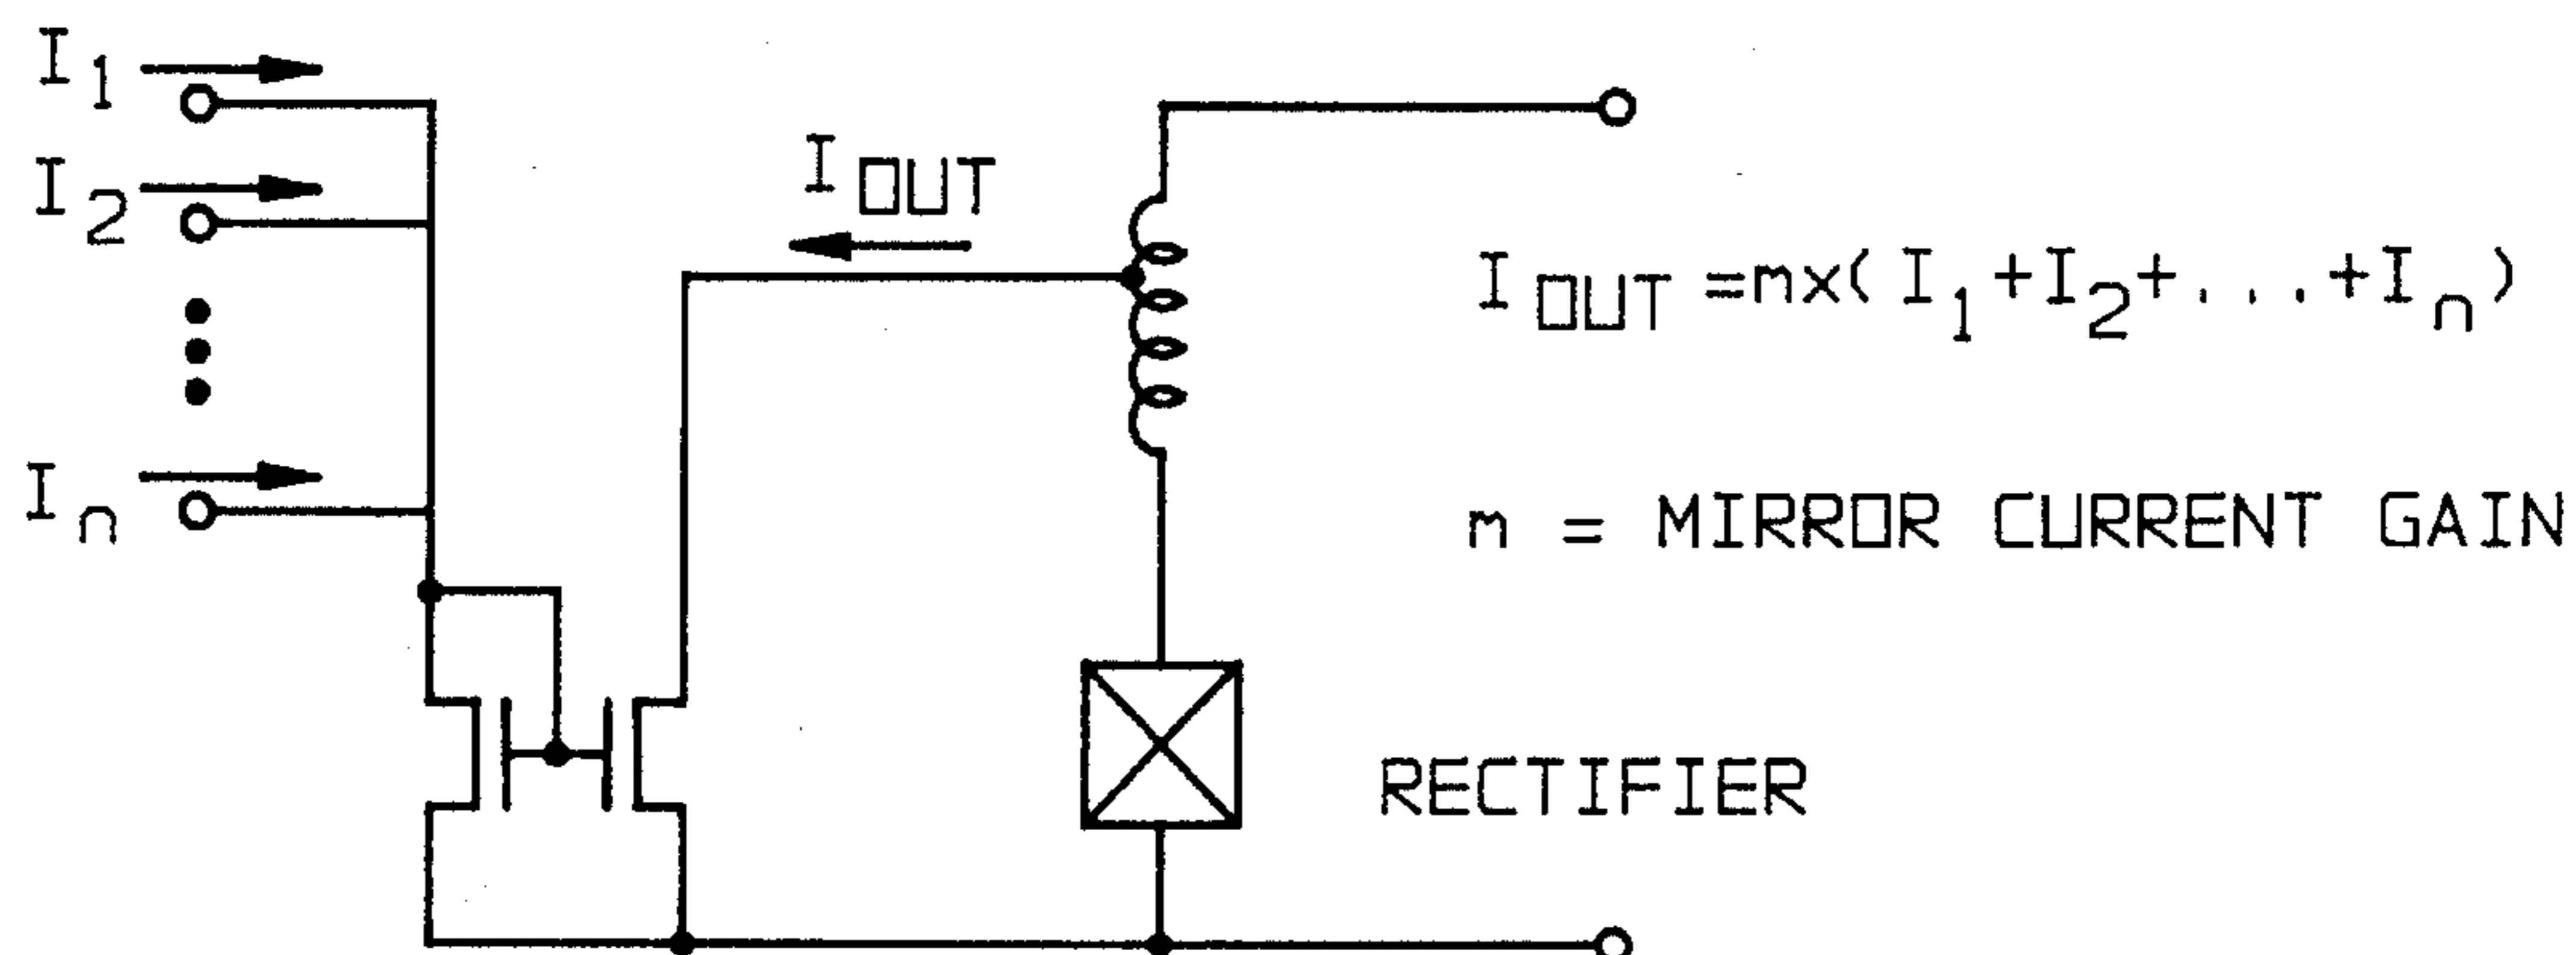 I1
I2
In
IOUT
IOUT =mx( I1 +I2+...+In)
m = MIRROR CURRENT GAIN
RECTIFIER